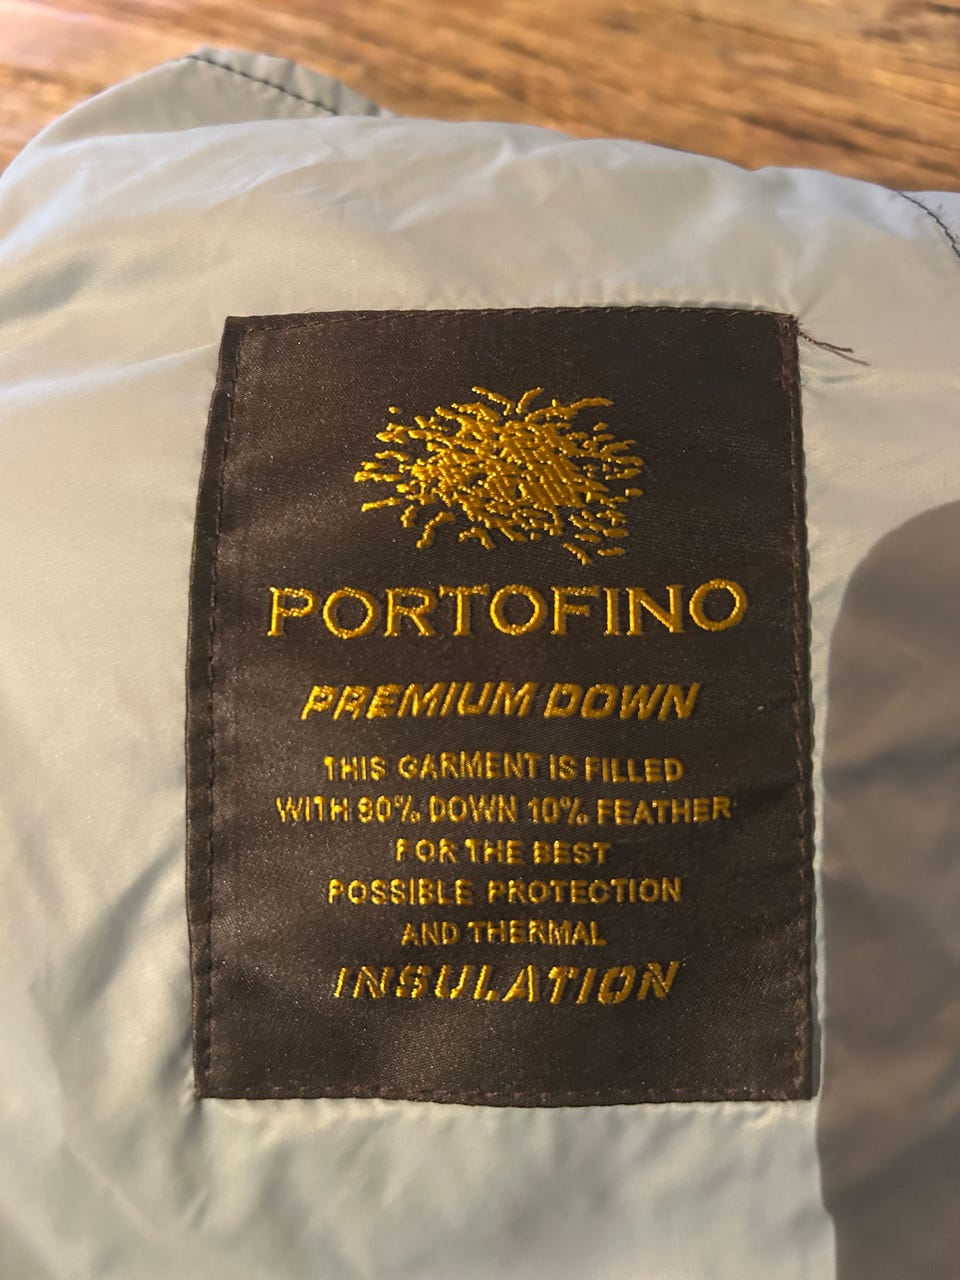 PORTOFINO
PREMIUM DOWN
THIS GARMENT IS FILLED
WITH 90% DOWN 10% FEATHER
FOR THE BEST
POSSIBLE PROTECTION
AND THERMAL
INSULATION